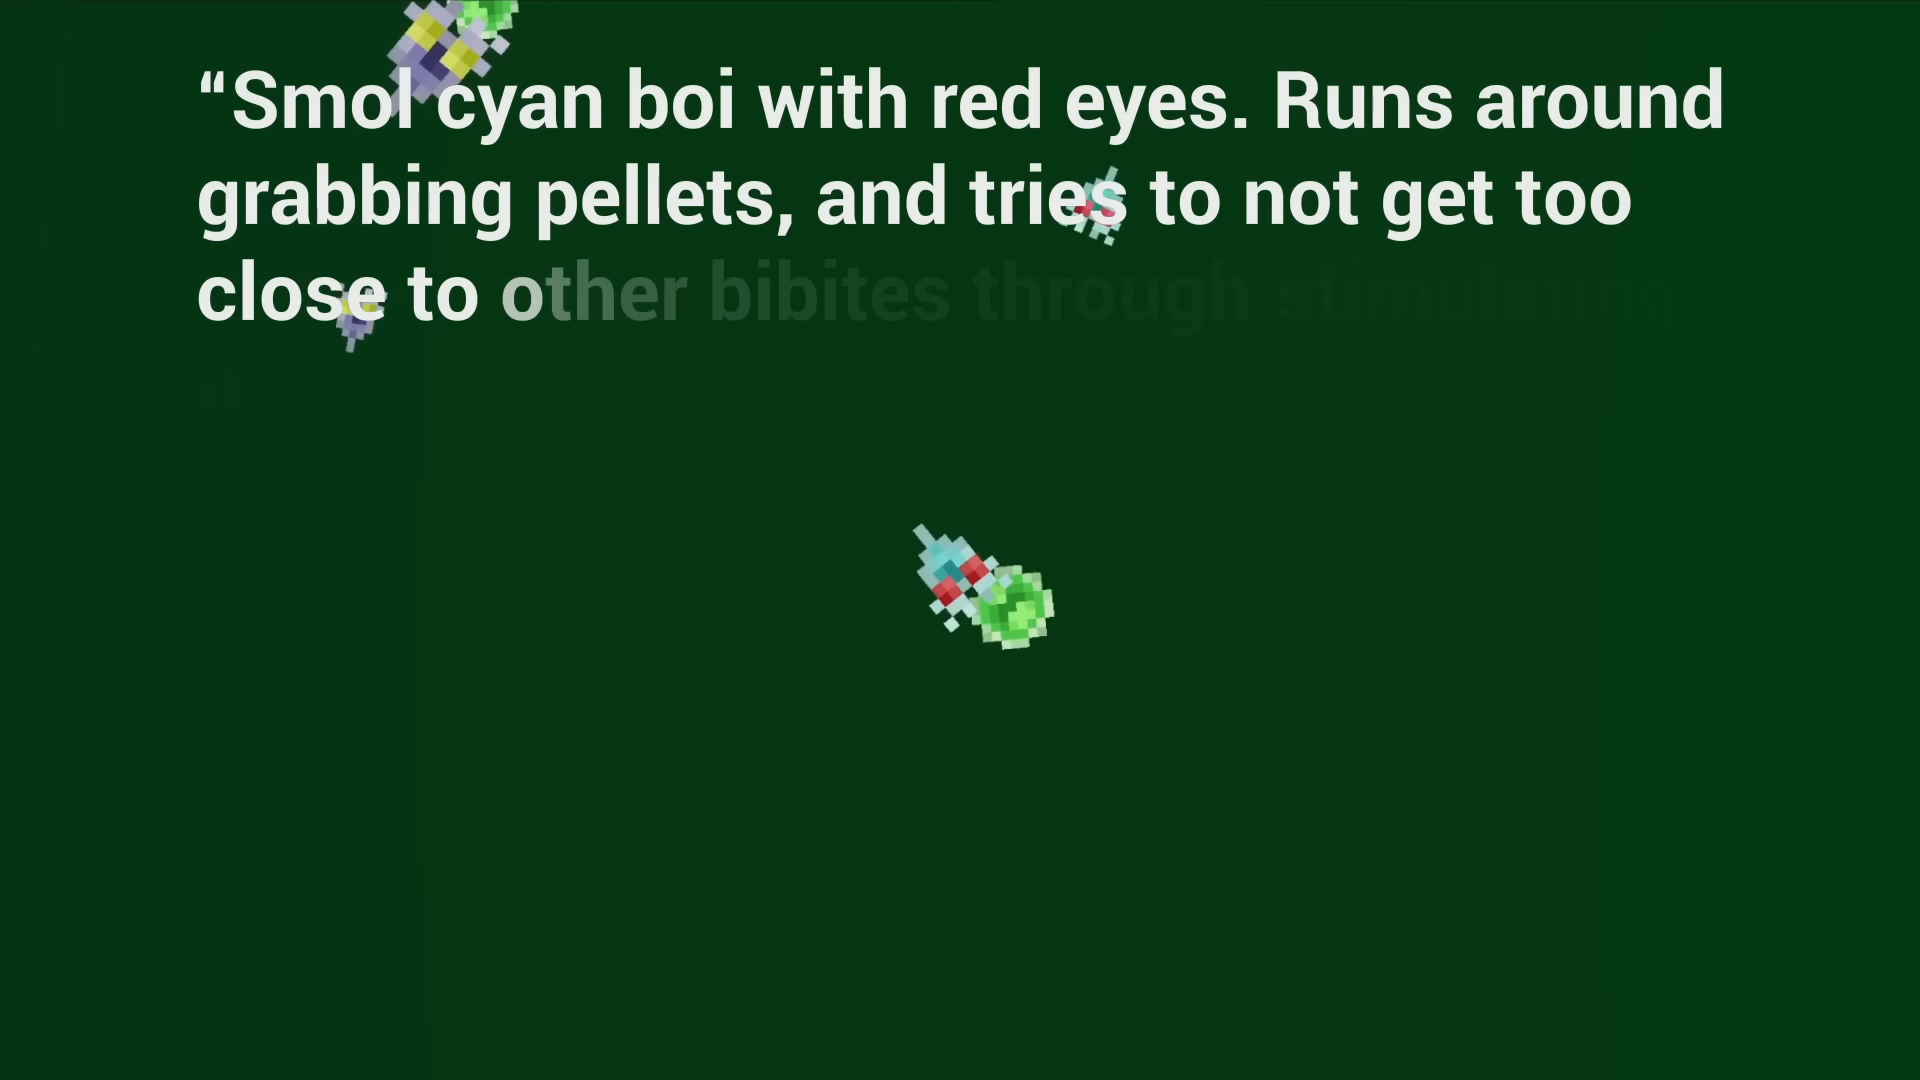 “Smol cyan boi with red eyes. Runs around
grabbing pellets, and tries to not get too
close to other bibites through